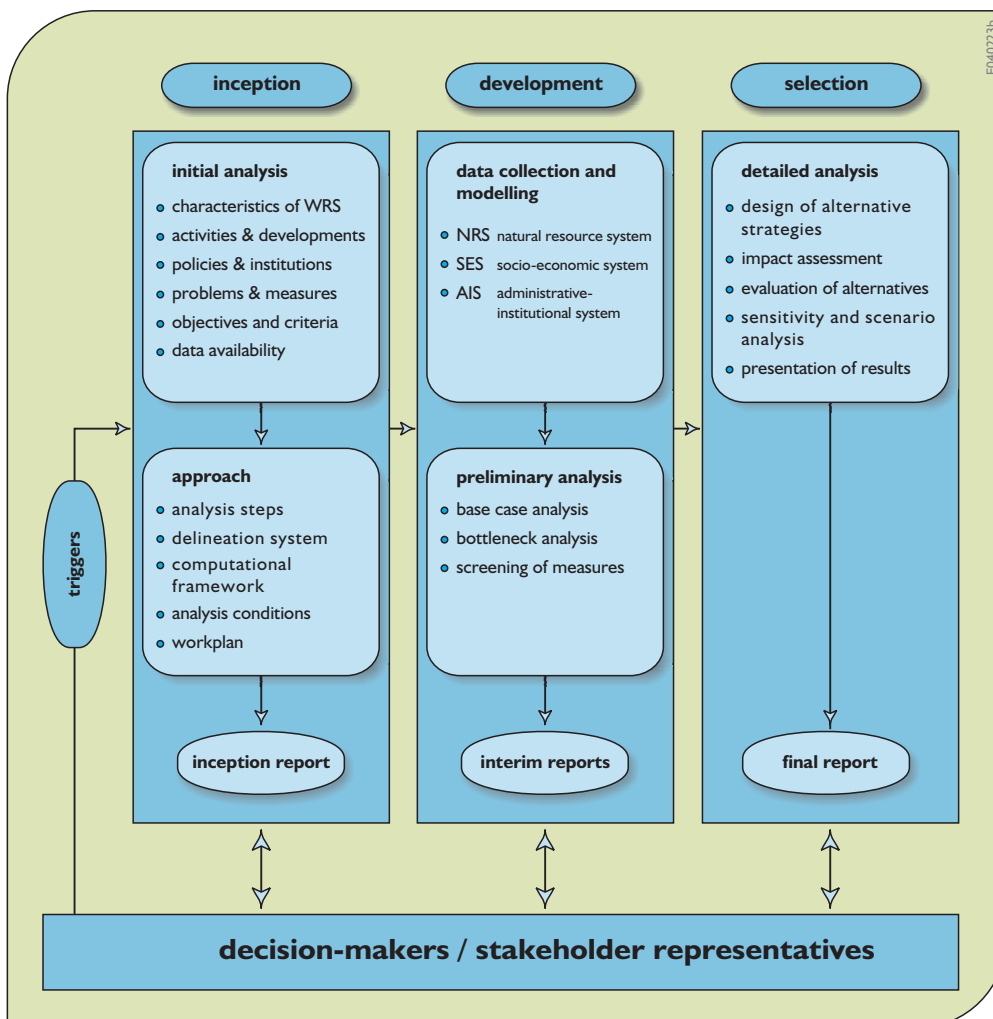 E040223b
inception
initial analysis
characteristics of WRS
activities & developments
policies & institutions
problems & measures
objectives and criteria
data availability
approach
analysis steps
delineation system
computational
framework
analysis conditions
workplan
inception report
development
data collection and
modelling
NRS natural resource system
SES socio-economic system
AIS administrative-
institutional system
preliminary analysis
base case analysis
bottleneck analysis
screening of measures
interim reports
selection
detailed analysis
design of alternative
strategies
impact assessment
evaluation of alternatives
sensitivity and scenario
analysis
presentation of results
final report
triggers
decision-makers / stakeholder representatives